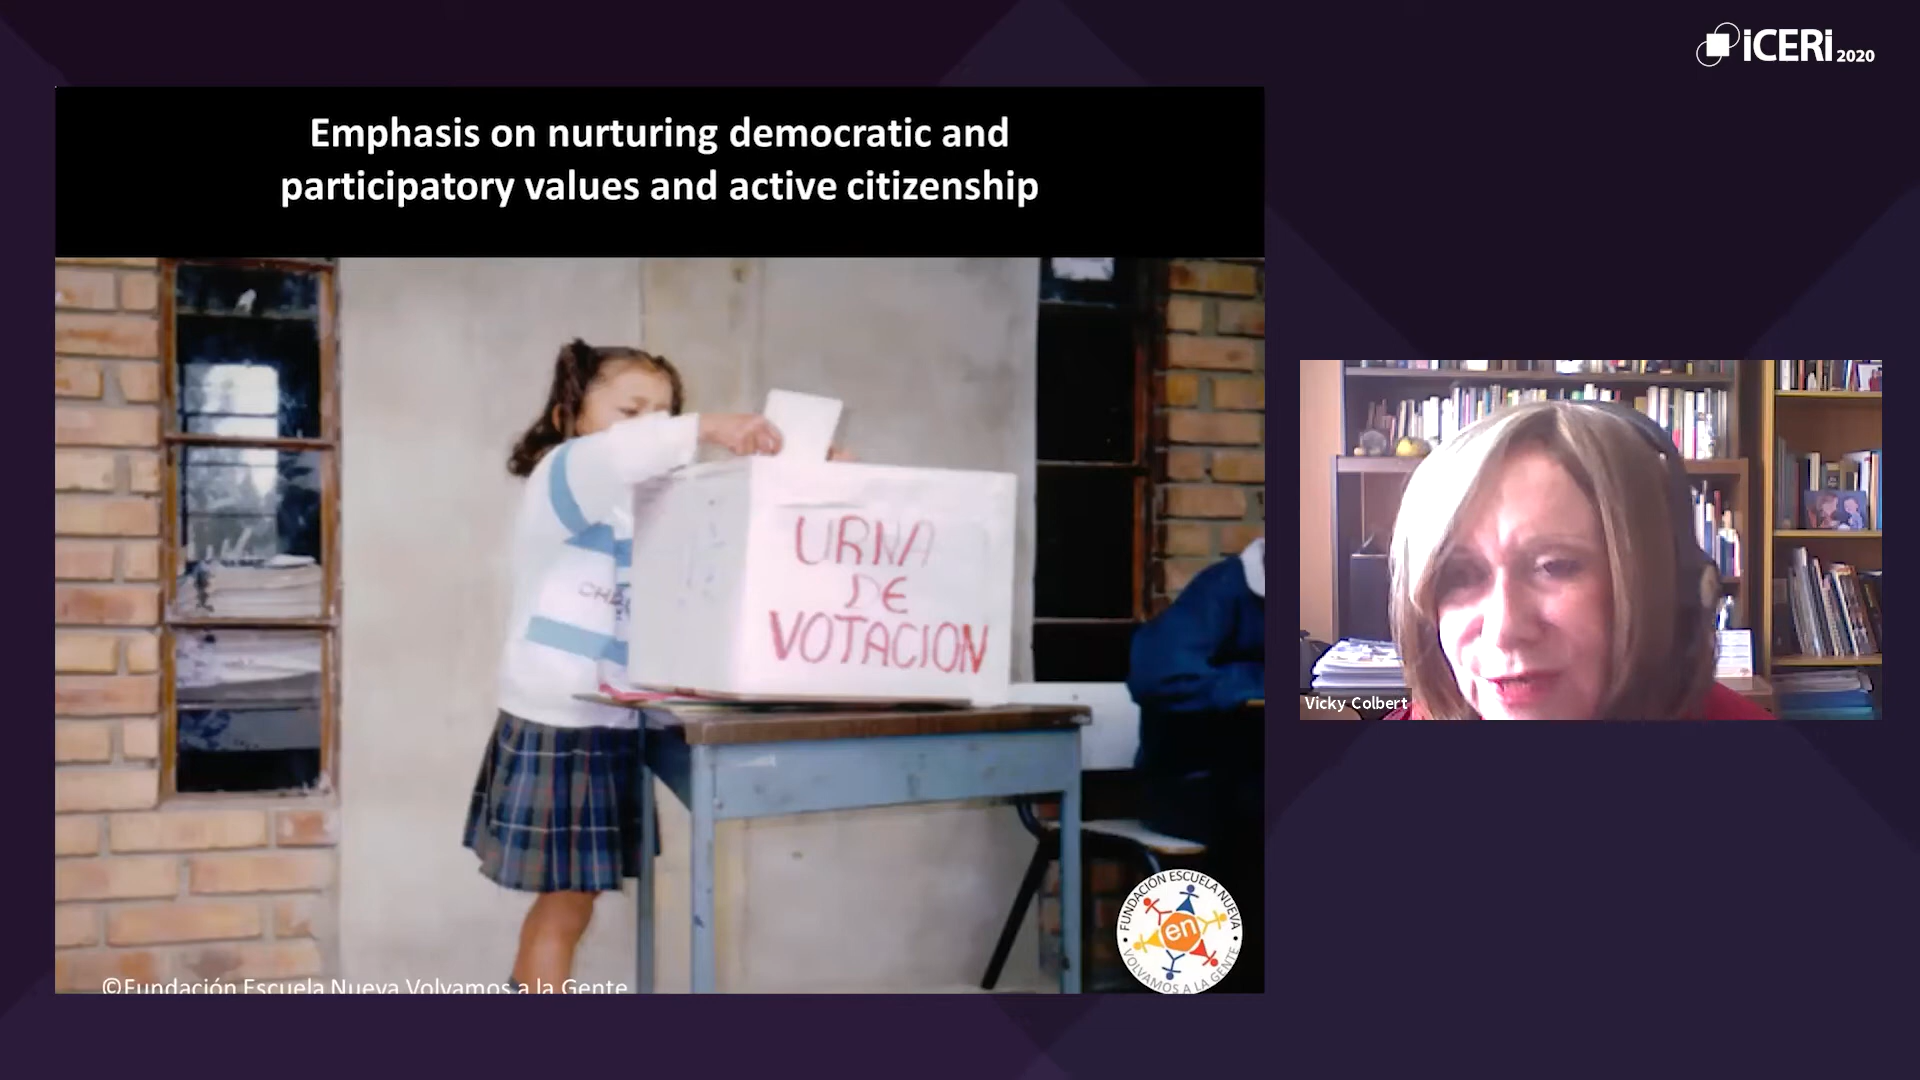 iCERi 2020
Emphasis on nurturing democratic and
participatory values and active citizenship
URNA
DE
VOTACION
Vicky Colbert
FUNDACIÓN ESCUELA NUEVA
en
VOLVAMOS A LA GENTE
©Fundación Escuela Nueva Volvamos a la Gente